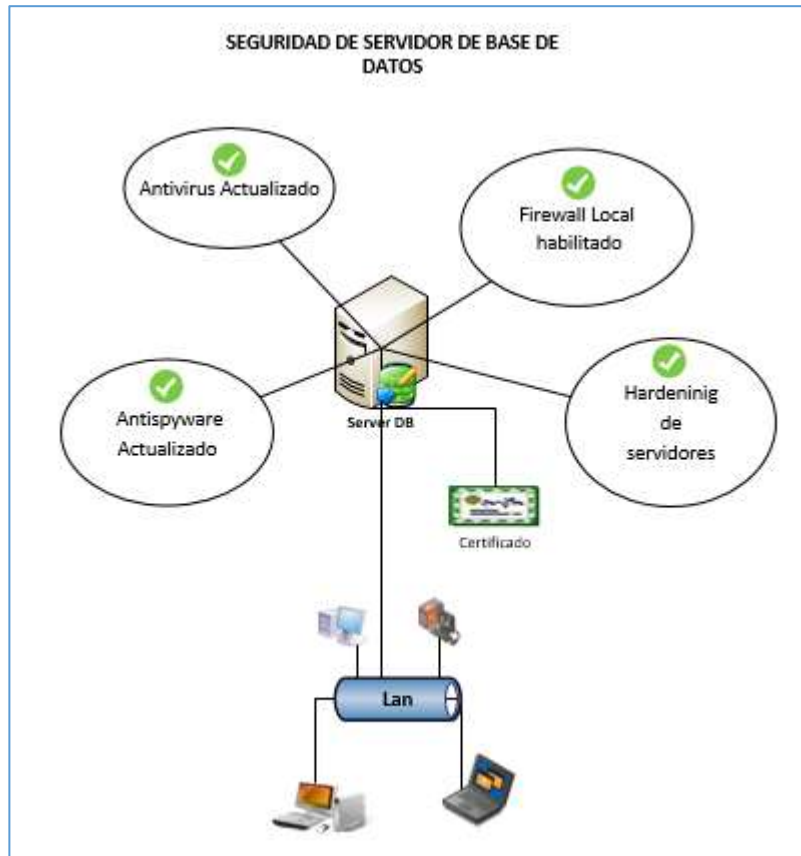 SEGURIDAD DE SERVIDOR DE BASE DE
DATOS
Antivirus Actualizado
Firewall Local
habilitado
Antispyware
Actualizado
Hardeninig
de
servidores
Server DB
Certificado
Lan